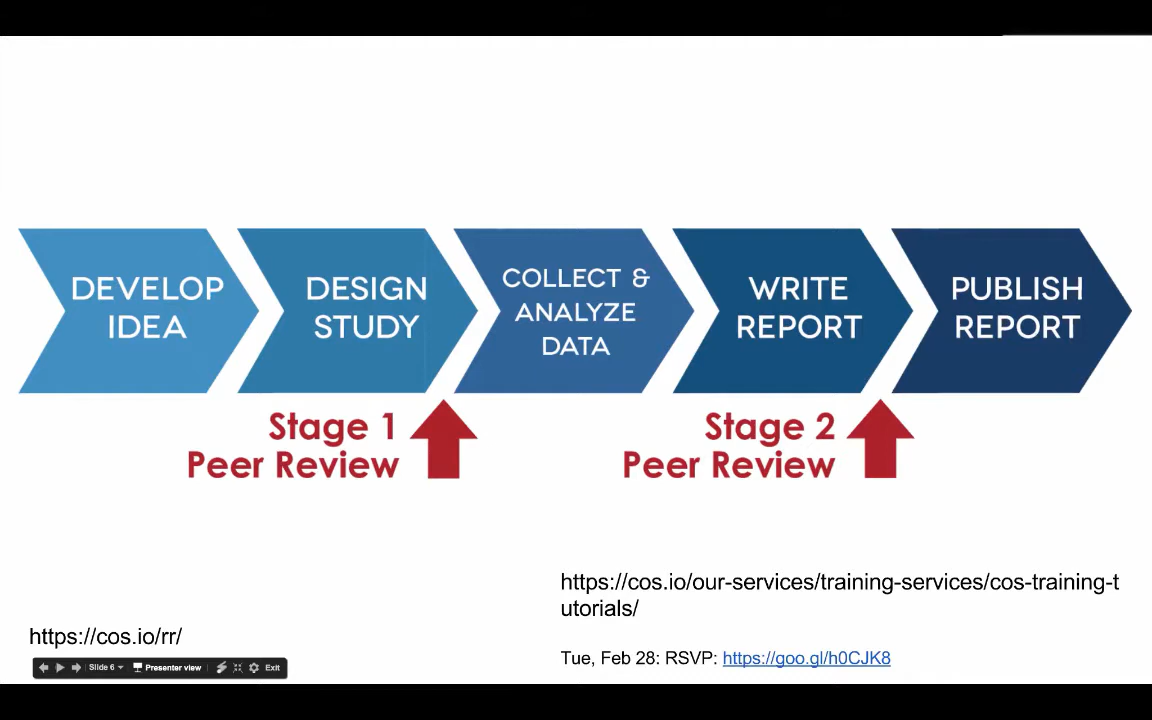 DEVELOP
IDEA
DESIGN
STUDY
COLLECT &
ANALYZE
DATA
WRITE
REPORT
PUBLISH
REPORT
Stage 1
Peer Review
Stage 2
Peer Review
https://cos.io/our-services/training-services/cos-training-t
utorials/
https://cos.io/rr/
Tue, Feb 28: RSVP: https://goo.gl/h0CJK8
Slide 6 Presenter view Exit